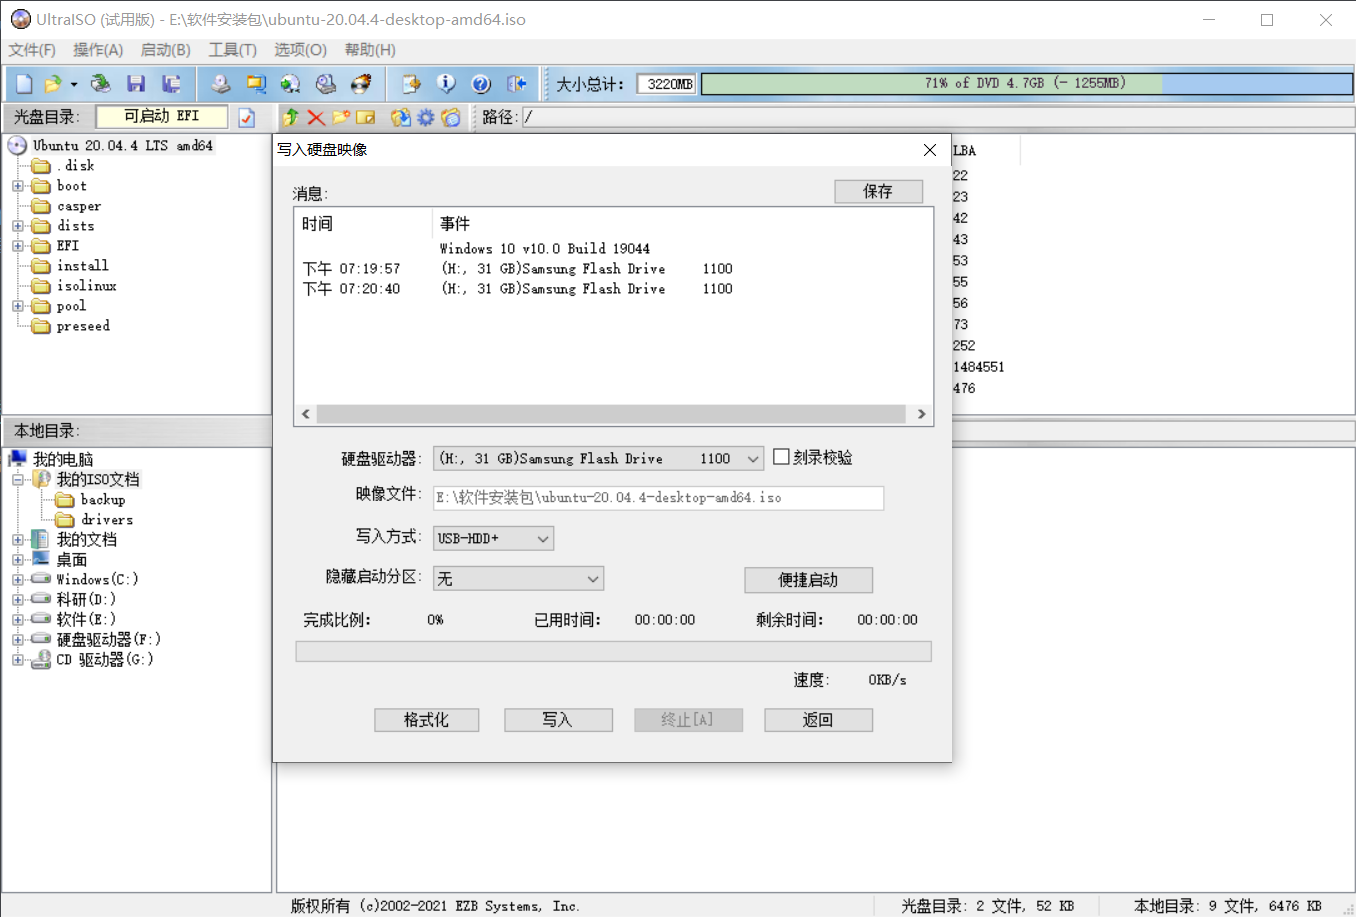 UltraISO (试用版) - E:\软件安装包\ubuntu-20.04.4-desktop-amd64.iso
文件(F) 操作(A) 启动(B) 工具(T) 选项(O) 帮助(H)
大小总计: 3220MB 71% of DVD 4.7GB (- 1255MB)
光盘目录: 可启动 EFI 路径: /
Ubuntu 20.04.4 LTS amd64
.disk
boot
casper
dists
EFI
install
isolinux
pool
preseed
写入硬盘映像
消息:
保存
时间 事件
Windows 10 v10.0 Build 19044
下午 07:19:57 (H:, 31 GB)Samsung Flash Drive 1100
下午 07:20:40 (H:, 31 GB)Samsung Flash Drive 1100
硬盘驱动器: (H:, 31 GB)Samsung Flash Drive 1100 刻录校验
映像文件: E:\软件安装包\ubuntu-20.04.4-desktop-amd64.iso
写入方式: USB-HDD+
隐藏启动分区: 无 便捷启动
完成比例: 0% 已用时间: 00:00:00 剩余时间: 00:00:00
速度: 0KB/s
格式化 写入 终止[A] 返回
LBA
22
23
42
43
53
55
56
73
252
1484551
476
本地目录:
我的电脑
我的ISO文档
backup
drivers
我的文档
桌面
Windows(C:)
科研(D:)
软件(E:)
硬盘驱动器(F:)
CD 驱动器(G:)
版权所有 (c)2002-2021 EZB Systems, Inc. 光盘目录: 2 文件, 52 KB 本地目录: 9 文件, 6476 KB